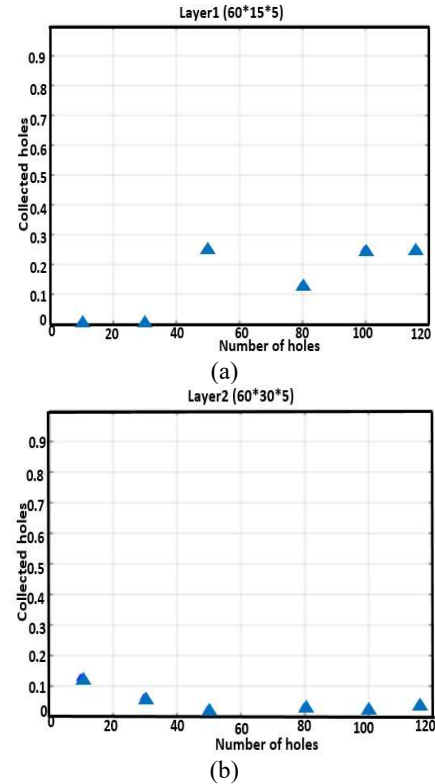 Layer1 (60*15*5)
0.9
0.8
0.7
0.6
0.5
0.4
0.3
0.2
0.1
0
Collected holes
0 20 40 60 80 100 120
Number of holes
(a)
Layer2 (60*30*5)
0.9
0.8
0.7
0.6
0.5
0.4
0.3
0.2
0.1
0
Collected holes
0 20 40 60 80 100 120
Number of holes
(b)